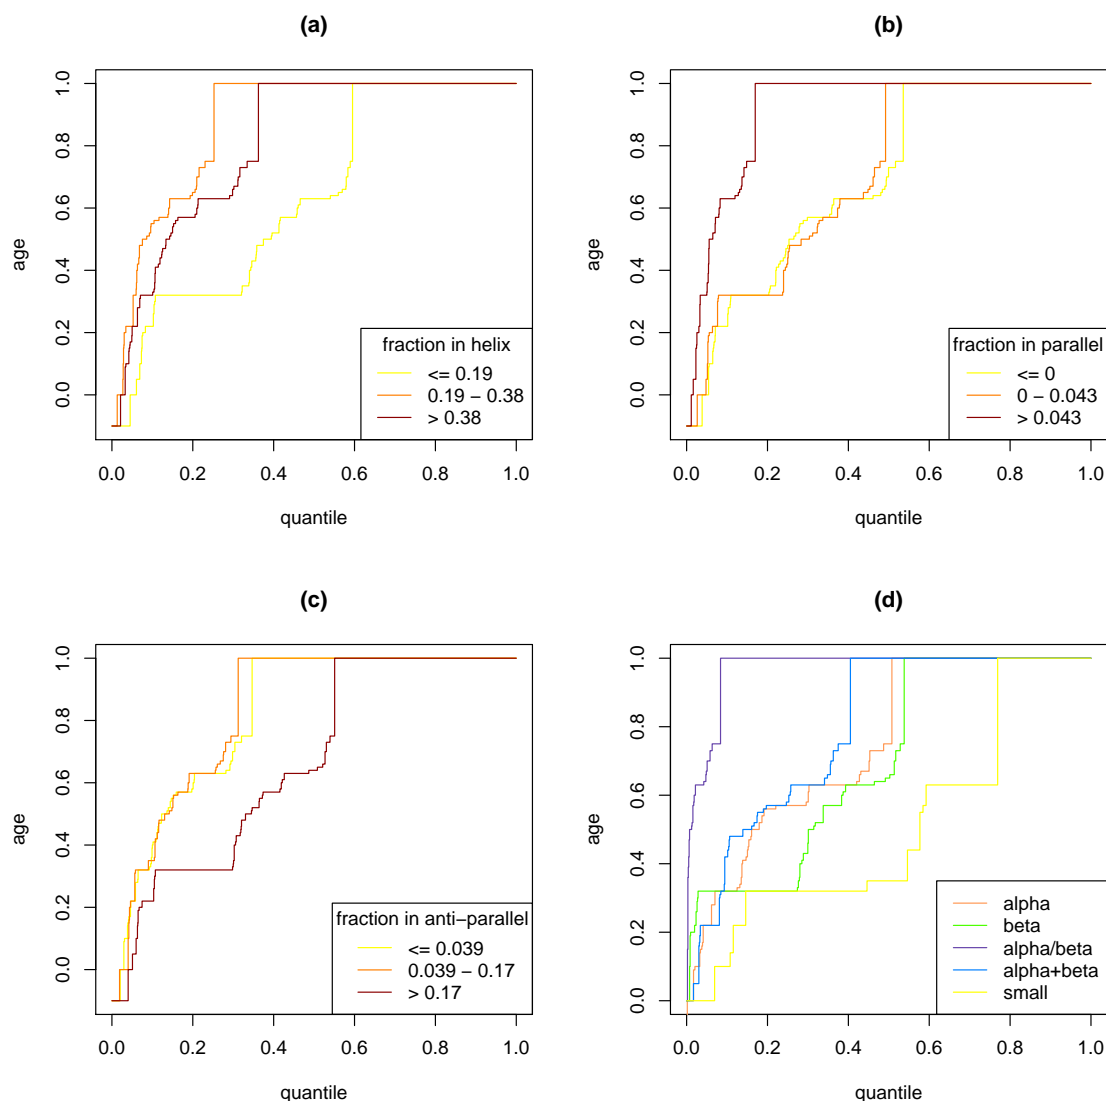 (a)
age
1.0
0.8
0.6
0.4
0.2
0.0
fraction in helix
<= 0.19
0.19 − 0.38
> 0.38
0.0 0.2 0.4 0.6 0.8 1.0
quantile
(b)
age
1.0
0.8
0.6
0.4
0.2
0.0
fraction in parallel
<= 0
0 − 0.043
> 0.043
0.0 0.2 0.4 0.6 0.8 1.0
quantile
(c)
age
1.0
0.8
0.6
0.4
0.2
0.0
fraction in anti−parallel
<= 0.039
0.039 − 0.17
> 0.17
0.0 0.2 0.4 0.6 0.8 1.0
quantile
(d)
age
1.0
0.8
0.6
0.4
0.2
0.0
alpha
beta
alpha/beta
alpha+beta
small
0.0 0.2 0.4 0.6 0.8 1.0
quantile